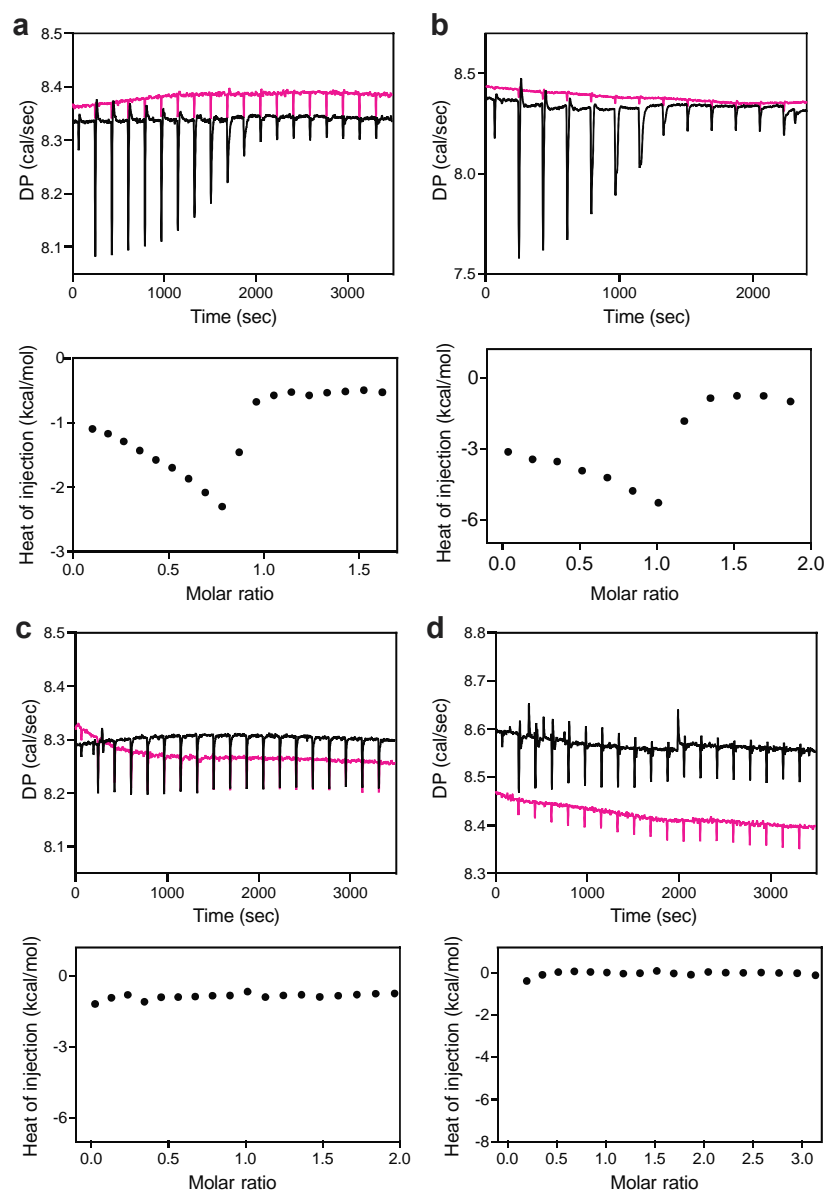 a
8.5
8.4
8.3
8.2
8.1
DP (cal/sec)
0 1000 2000 3000
Time (sec)
0
-1
-2
-3
Heat of injection (kcal/mol)
0.0 0.5 1.0 1.5
Molar ratio
b
8.5
8.0
7.5
DP (cal/sec)
0 1000 2000
Time (sec)
0
-3
-6
Heat of injection (kcal/mol)
0.0 0.5 1.0 1.5 2.0
Molar ratio
c
8.5
8.4
8.3
8.2
8.1
DP (cal/sec)
0 1000 2000 3000
Time (sec)
0
-3
-6
Heat of injection (kcal/mol)
0.0 0.5 1.0 1.5 2.0
Molar ratio
d
8.8
8.7
8.6
8.5
8.4
8.3
DP (cal/sec)
0 1000 2000 3000
Time (sec)
0
-2
-4
-6
-8
Heat of injection (kcal/mol)
0.0 0.5 1.0 1.5 2.0 2.5 3.0
Molar ratio